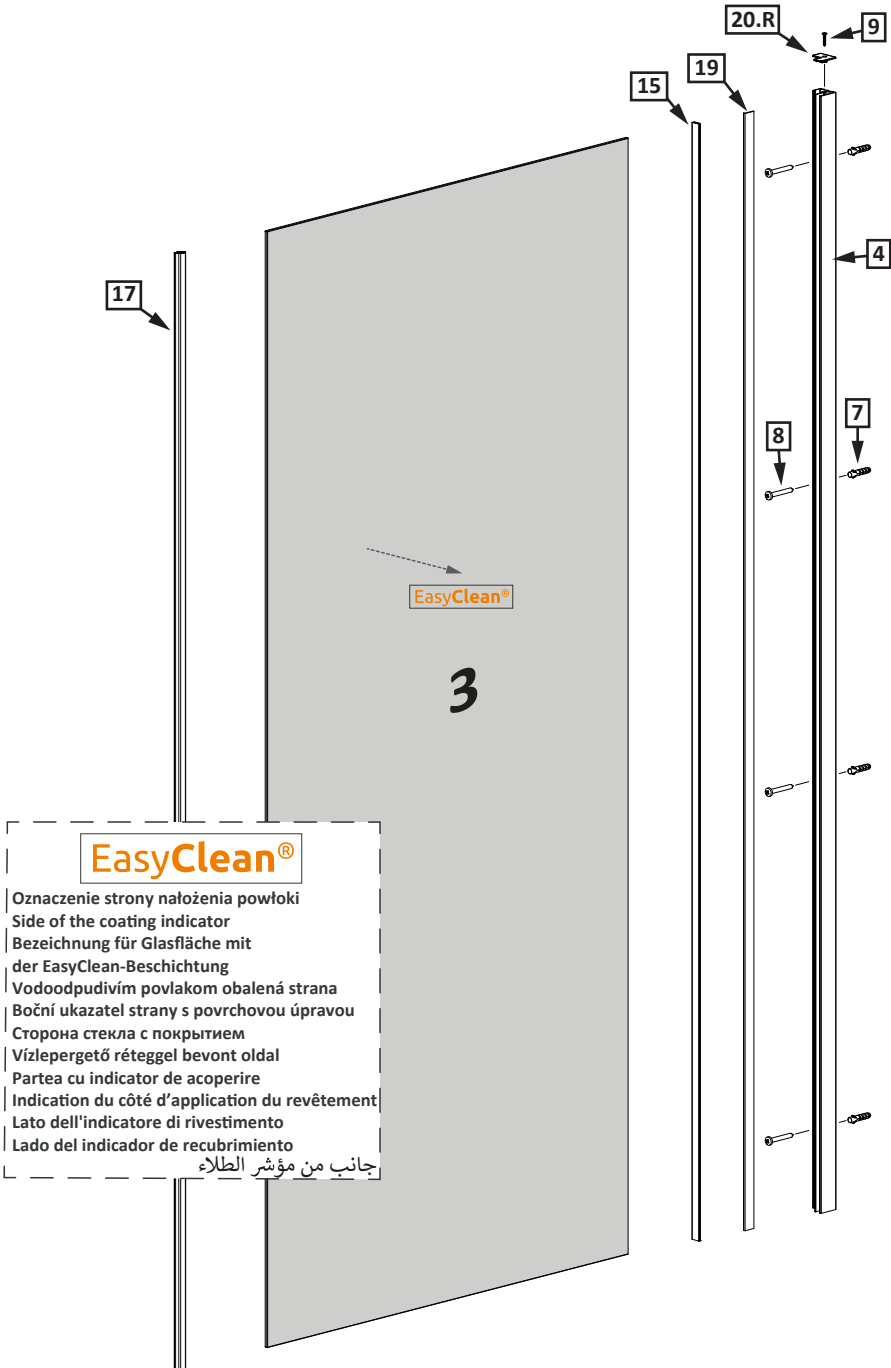 20.R
9
19
15
4
17
7
8
EasyClean®
3
EasyClean®
Oznaczenie strony nałożenia powłoki
Side of the coating indicator
Bezeichnung für Glasfläche mit
der EasyClean-Beschichtung
Vodoodpudivím povlakom obalená strana
Boční ukazatel strany s povrchovou úpravou
Сторона стекла с покрытием
Vízlepergető réteggel bevont oldal
Partea cu indicator de acoperire
Indication du côté d’application du revêtement
Lato dell'indicatore di rivestimento
Lado del indicador de recubrimiento
جانب من مؤشر الطلاء